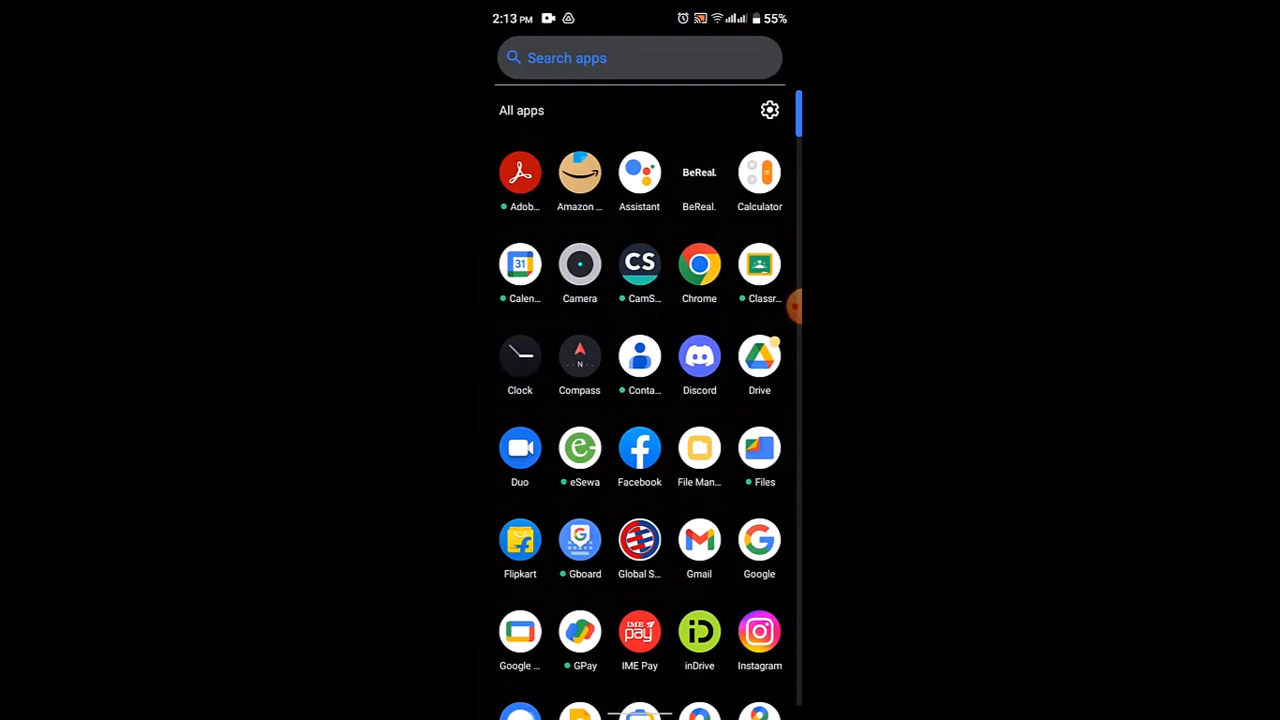 2:13 PM 55%
Search apps
All apps
BeReal.
Adob... Amazon ... Assistant BeReal. Calculator
31 CS
Calen... Camera CamS... Chrome Classr...
N
Clock Compass Conta... Discord Drive
Duo eSewa Facebook File Man... Files
Flipkart Gboard Global S... Gmail Google
IME pay iD
Google ... GPay IME Pay inDrive Instagram